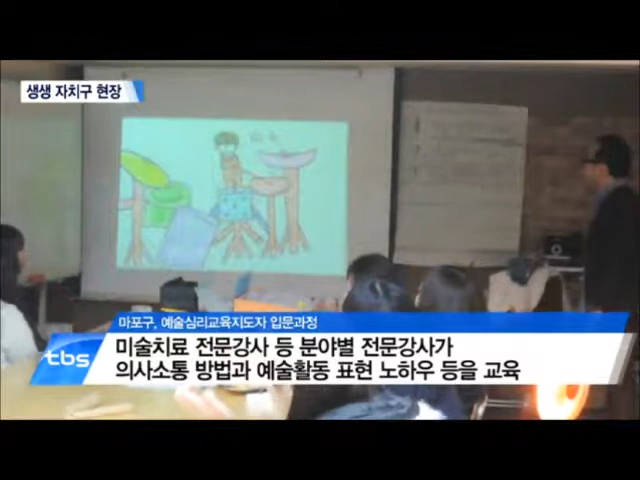 생생 자치구 현장
마포구, 예술심리교육지도자 입문과정
tbs
미술치료 전문강사 등 분야별 전문강사가
의사소통 방법과 예술활동 표현 노하우 등을 교육